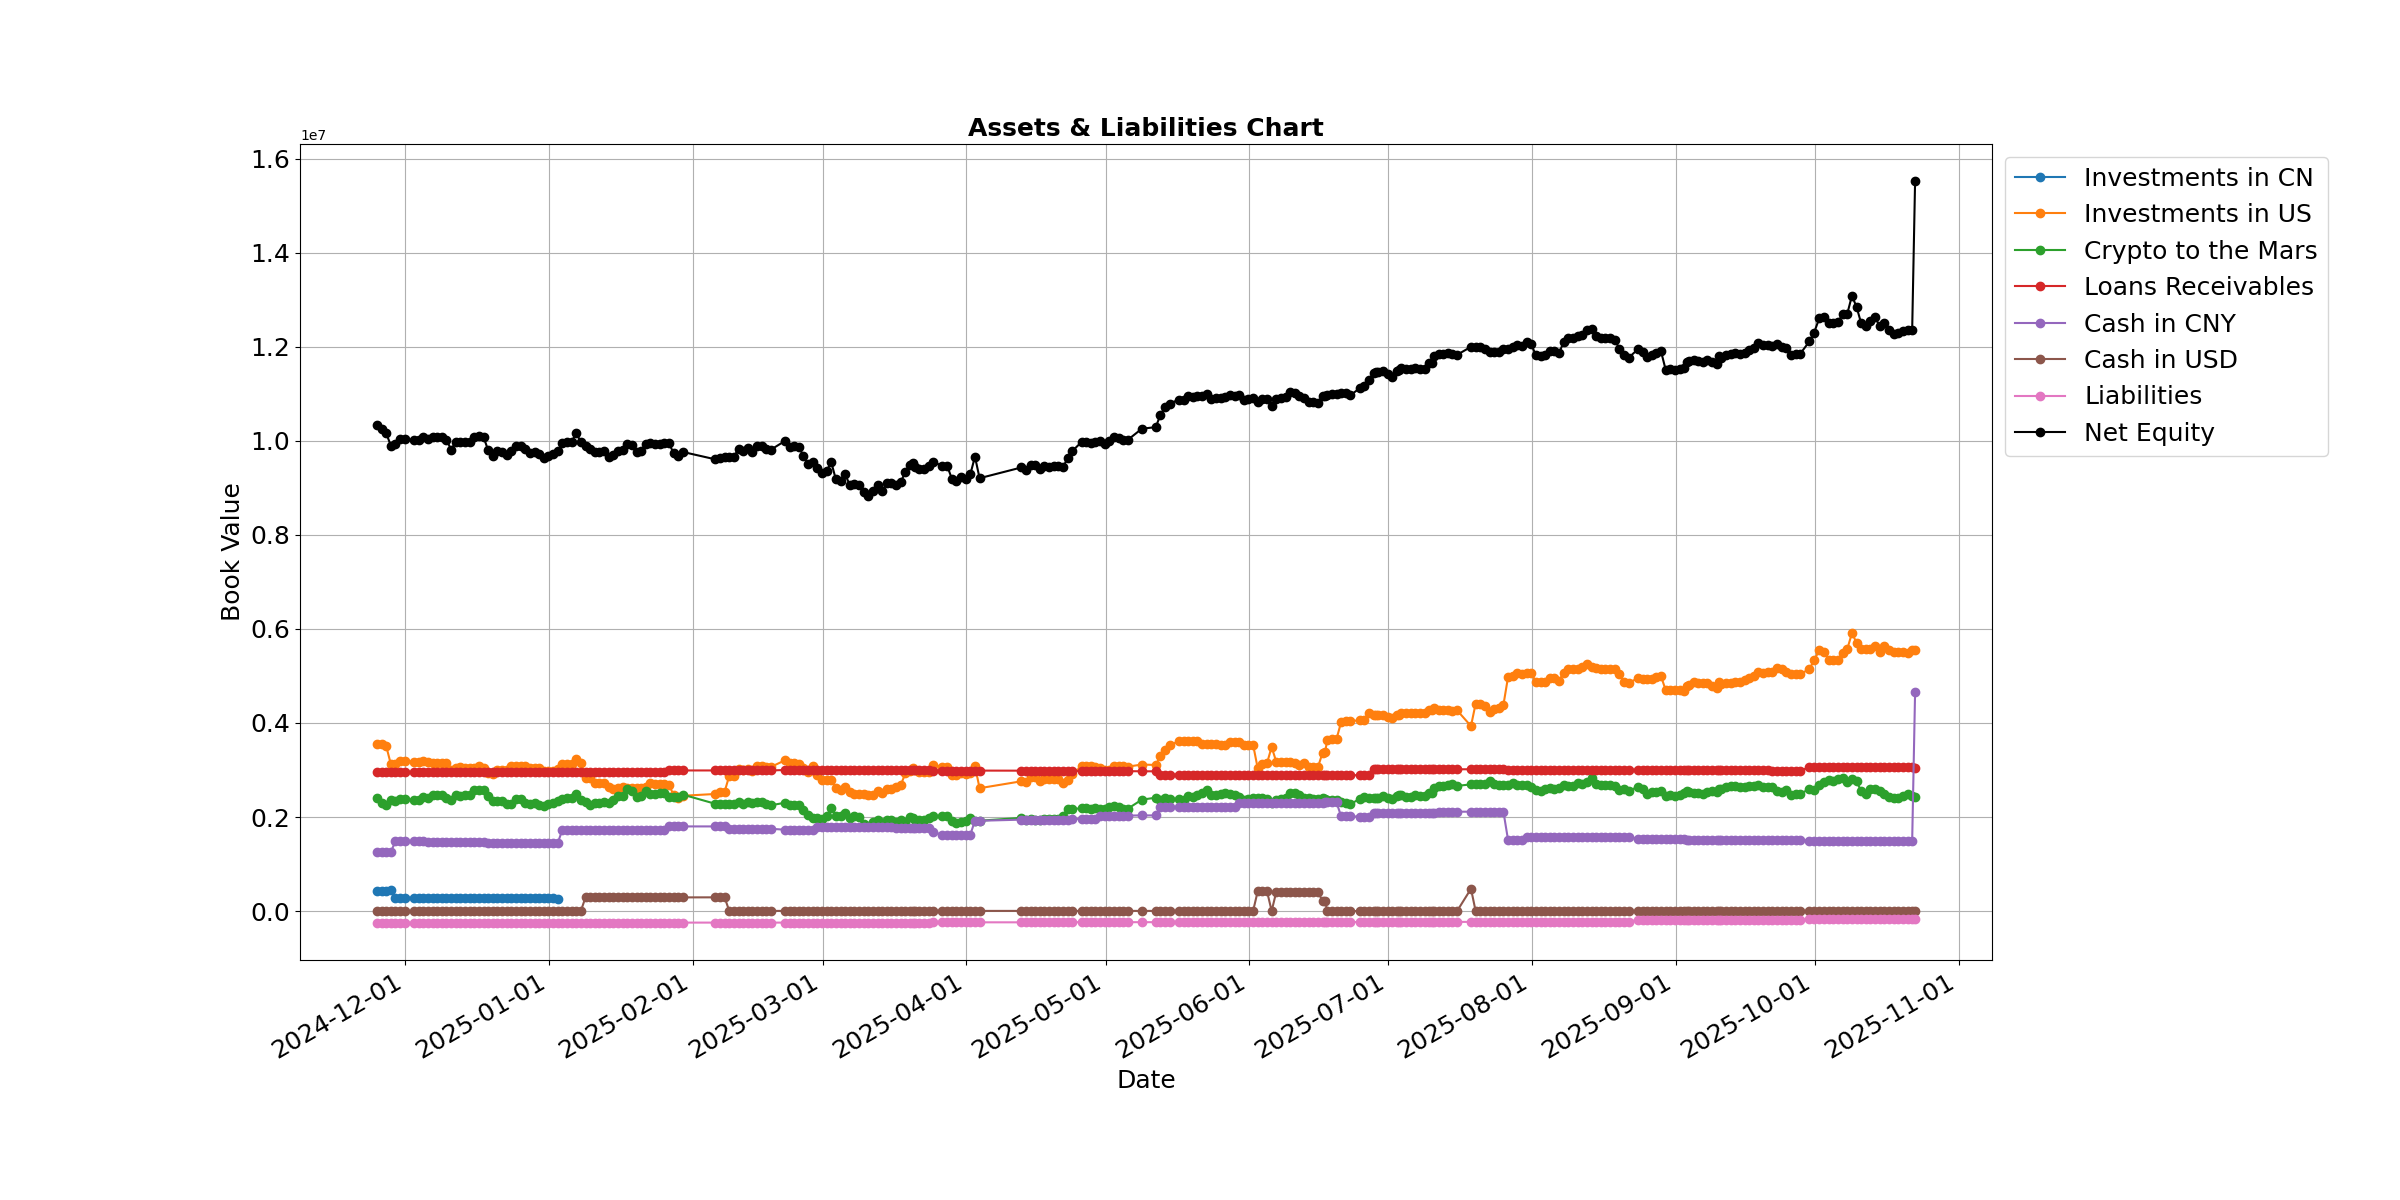 Assets & Liabilities Chart
1e7
1.6
1.4
1.2
1.0
0.8
0.6
0.4
0.2
0.0
Book Value
2024-12-01
2025-01-01
2025-02-01
2025-03-01
2025-04-01
2025-05-01
2025-06-01
2025-07-01
2025-08-01
2025-09-01
2025-10-01
2025-11-01
Date
Investments in CN
Investments in US
Crypto to the Mars
Loans Receivables
Cash in CNY
Cash in USD
Liabilities
Net Equity